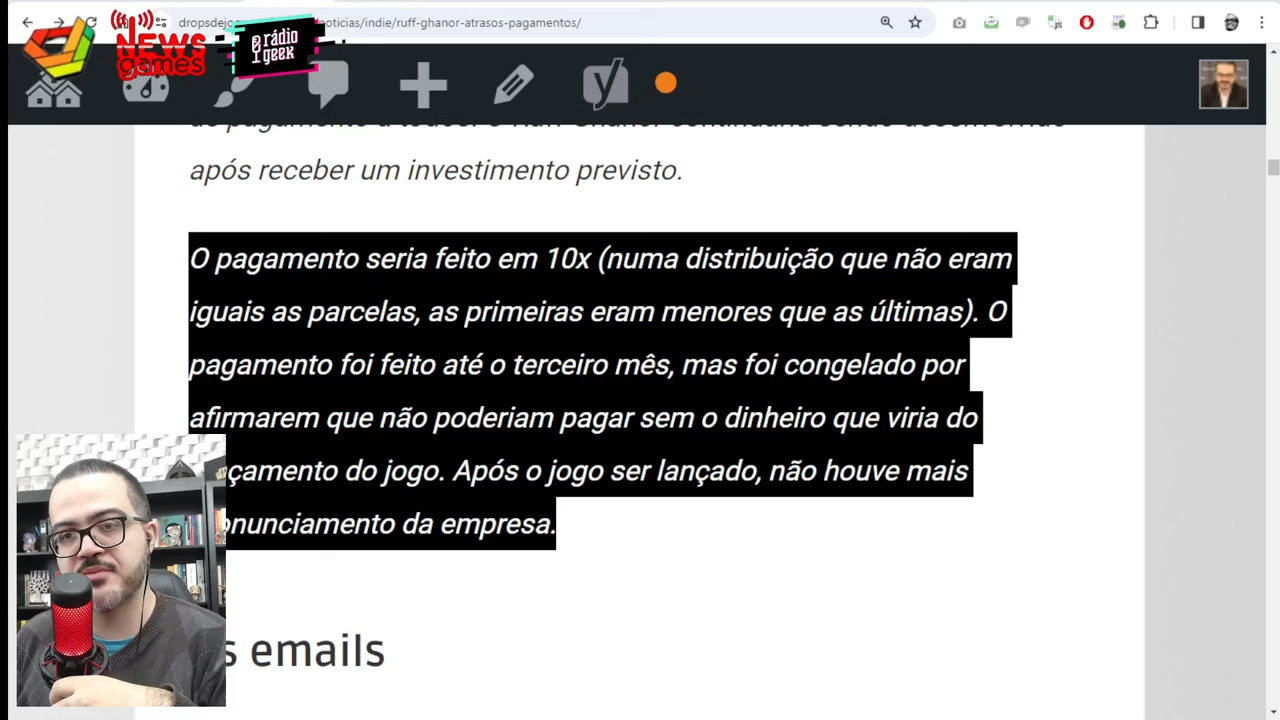 dropsdejo
noticias/indie/ruff-ghanor-atrasos-pagamentos/
NEWS
games
rádio
geek
após receber um investimento previsto.
O pagamento seria feito em 10x (numa distribuição que não eram
iguais as parcelas, as primeiras eram menores que as últimas). O
pagamento foi feito até o terceiro mês, mas foi congelado por
afirmarem que não poderiam pagar sem o dinheiro que viria do
çamento do jogo. Após o jogo ser lançado, não houve mais
onunciamento da empresa.
s emails